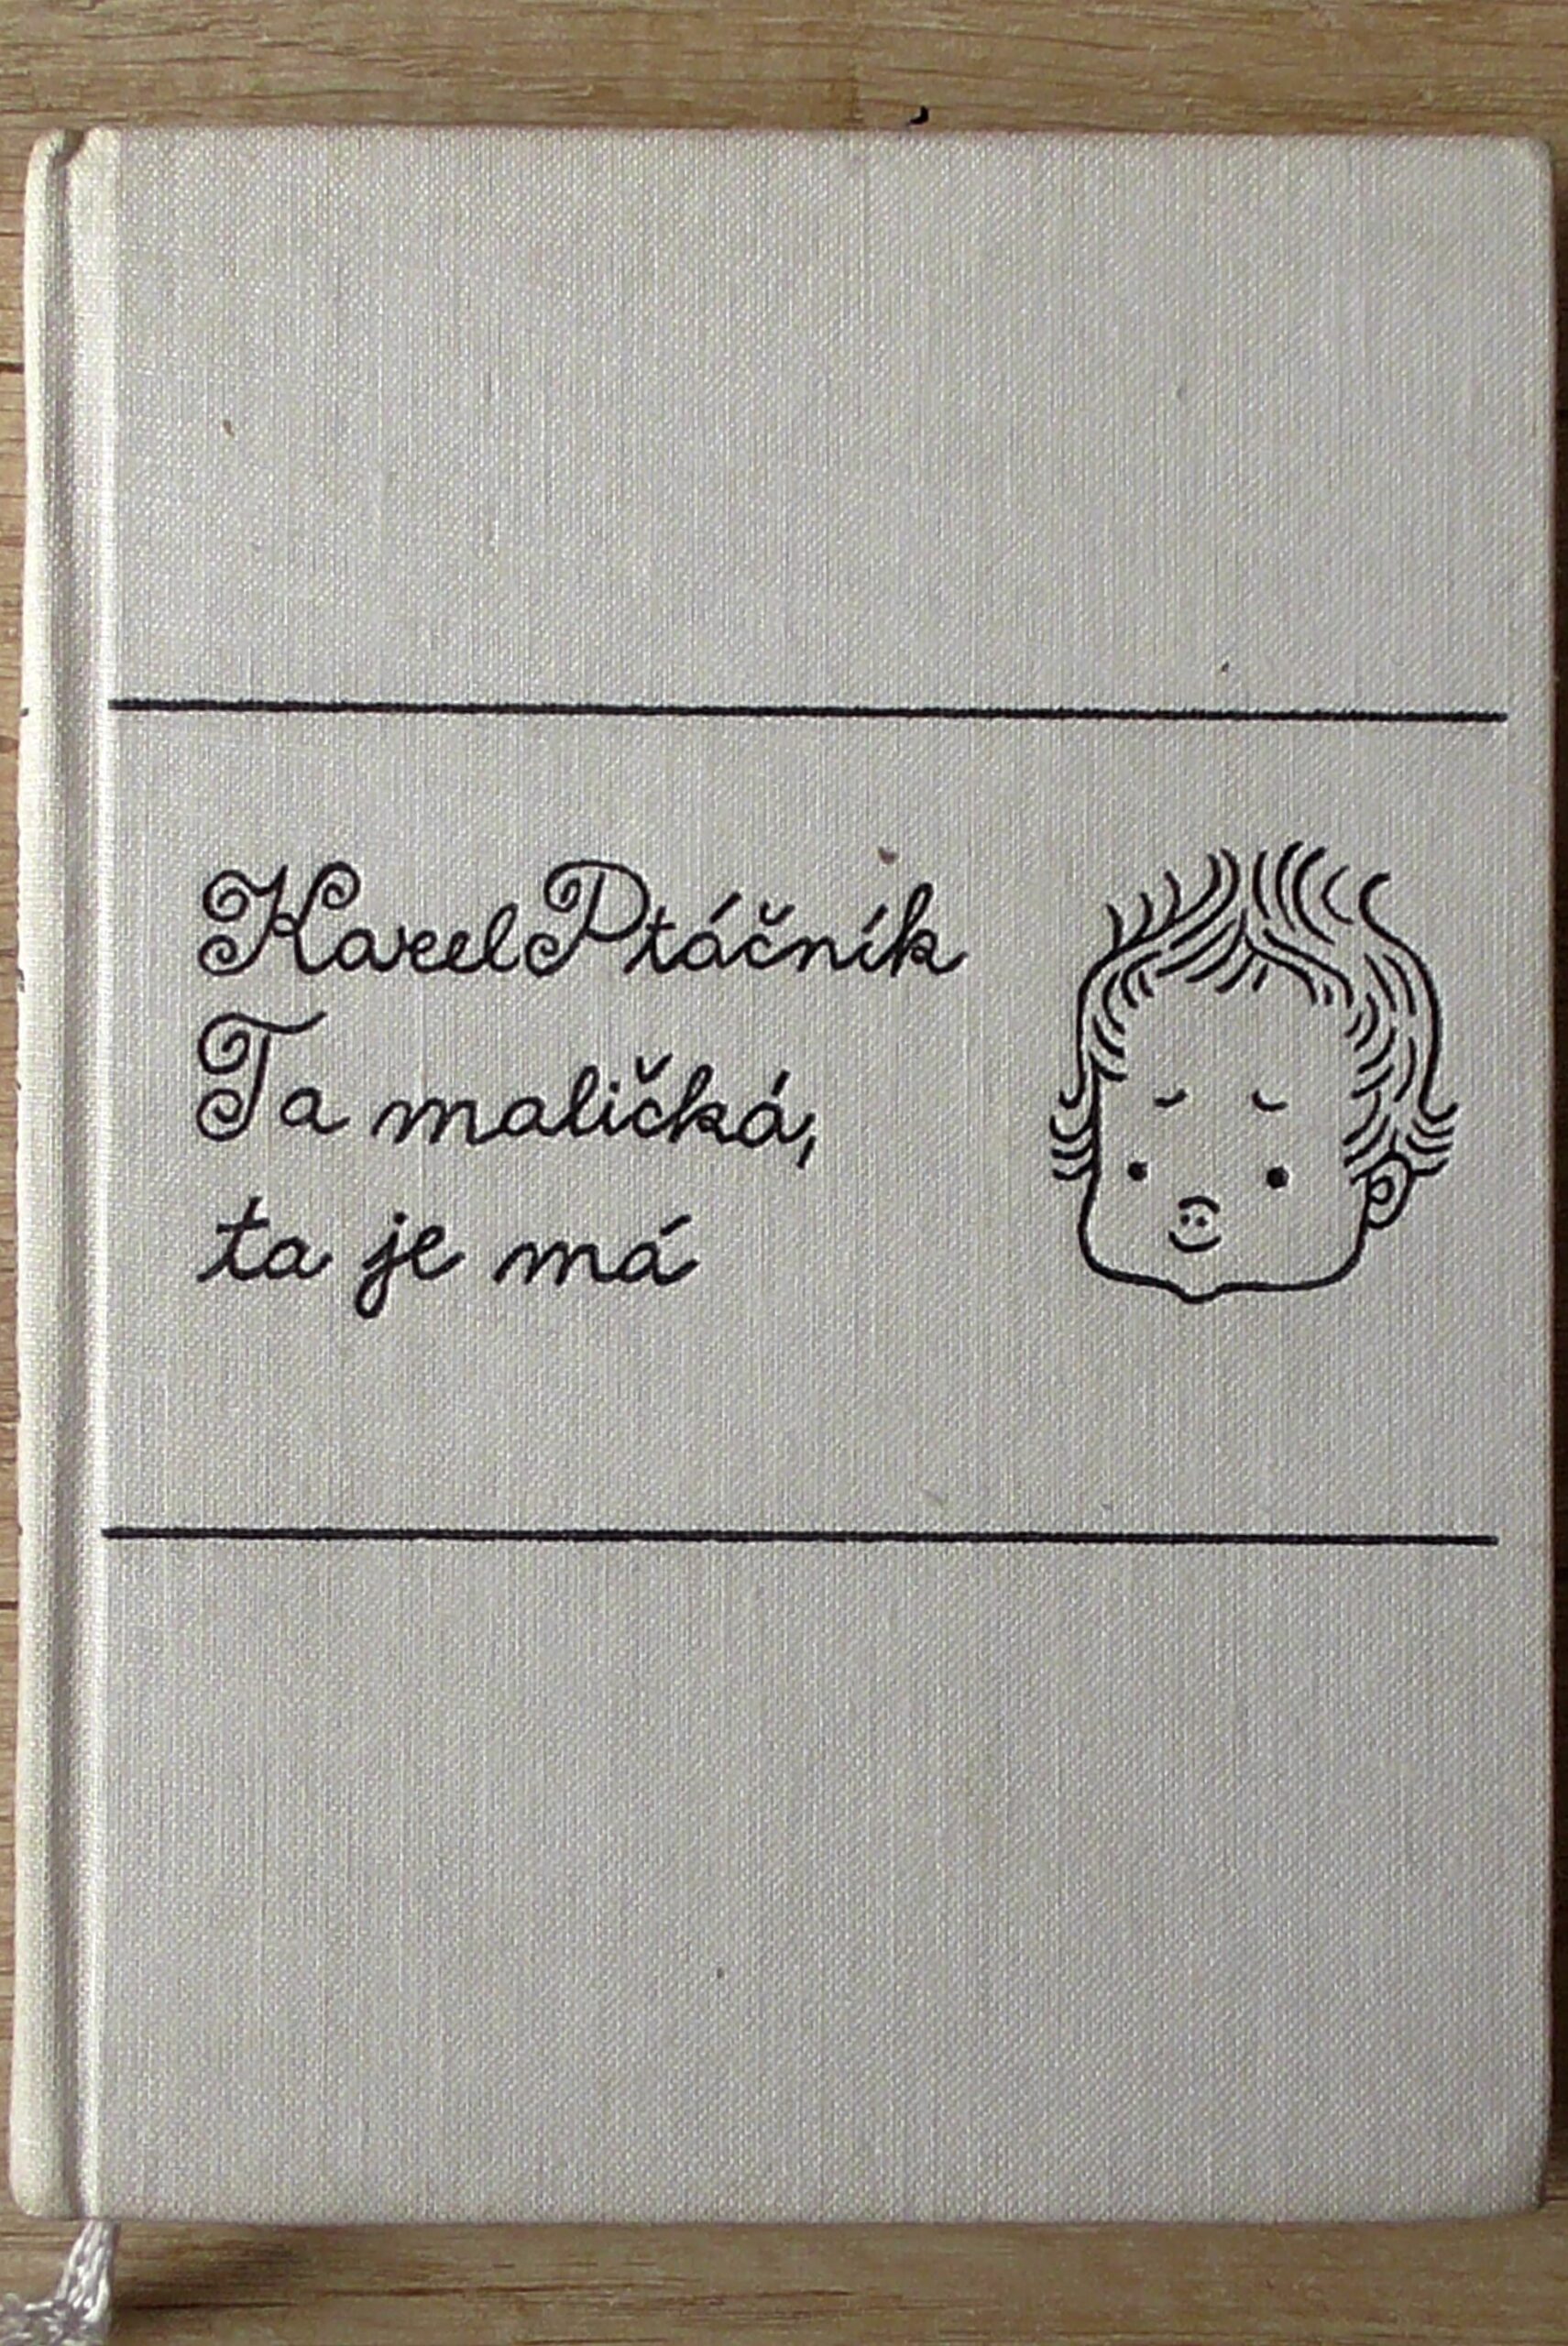 Karel Ptáčník
Ta maličká,
ta je má